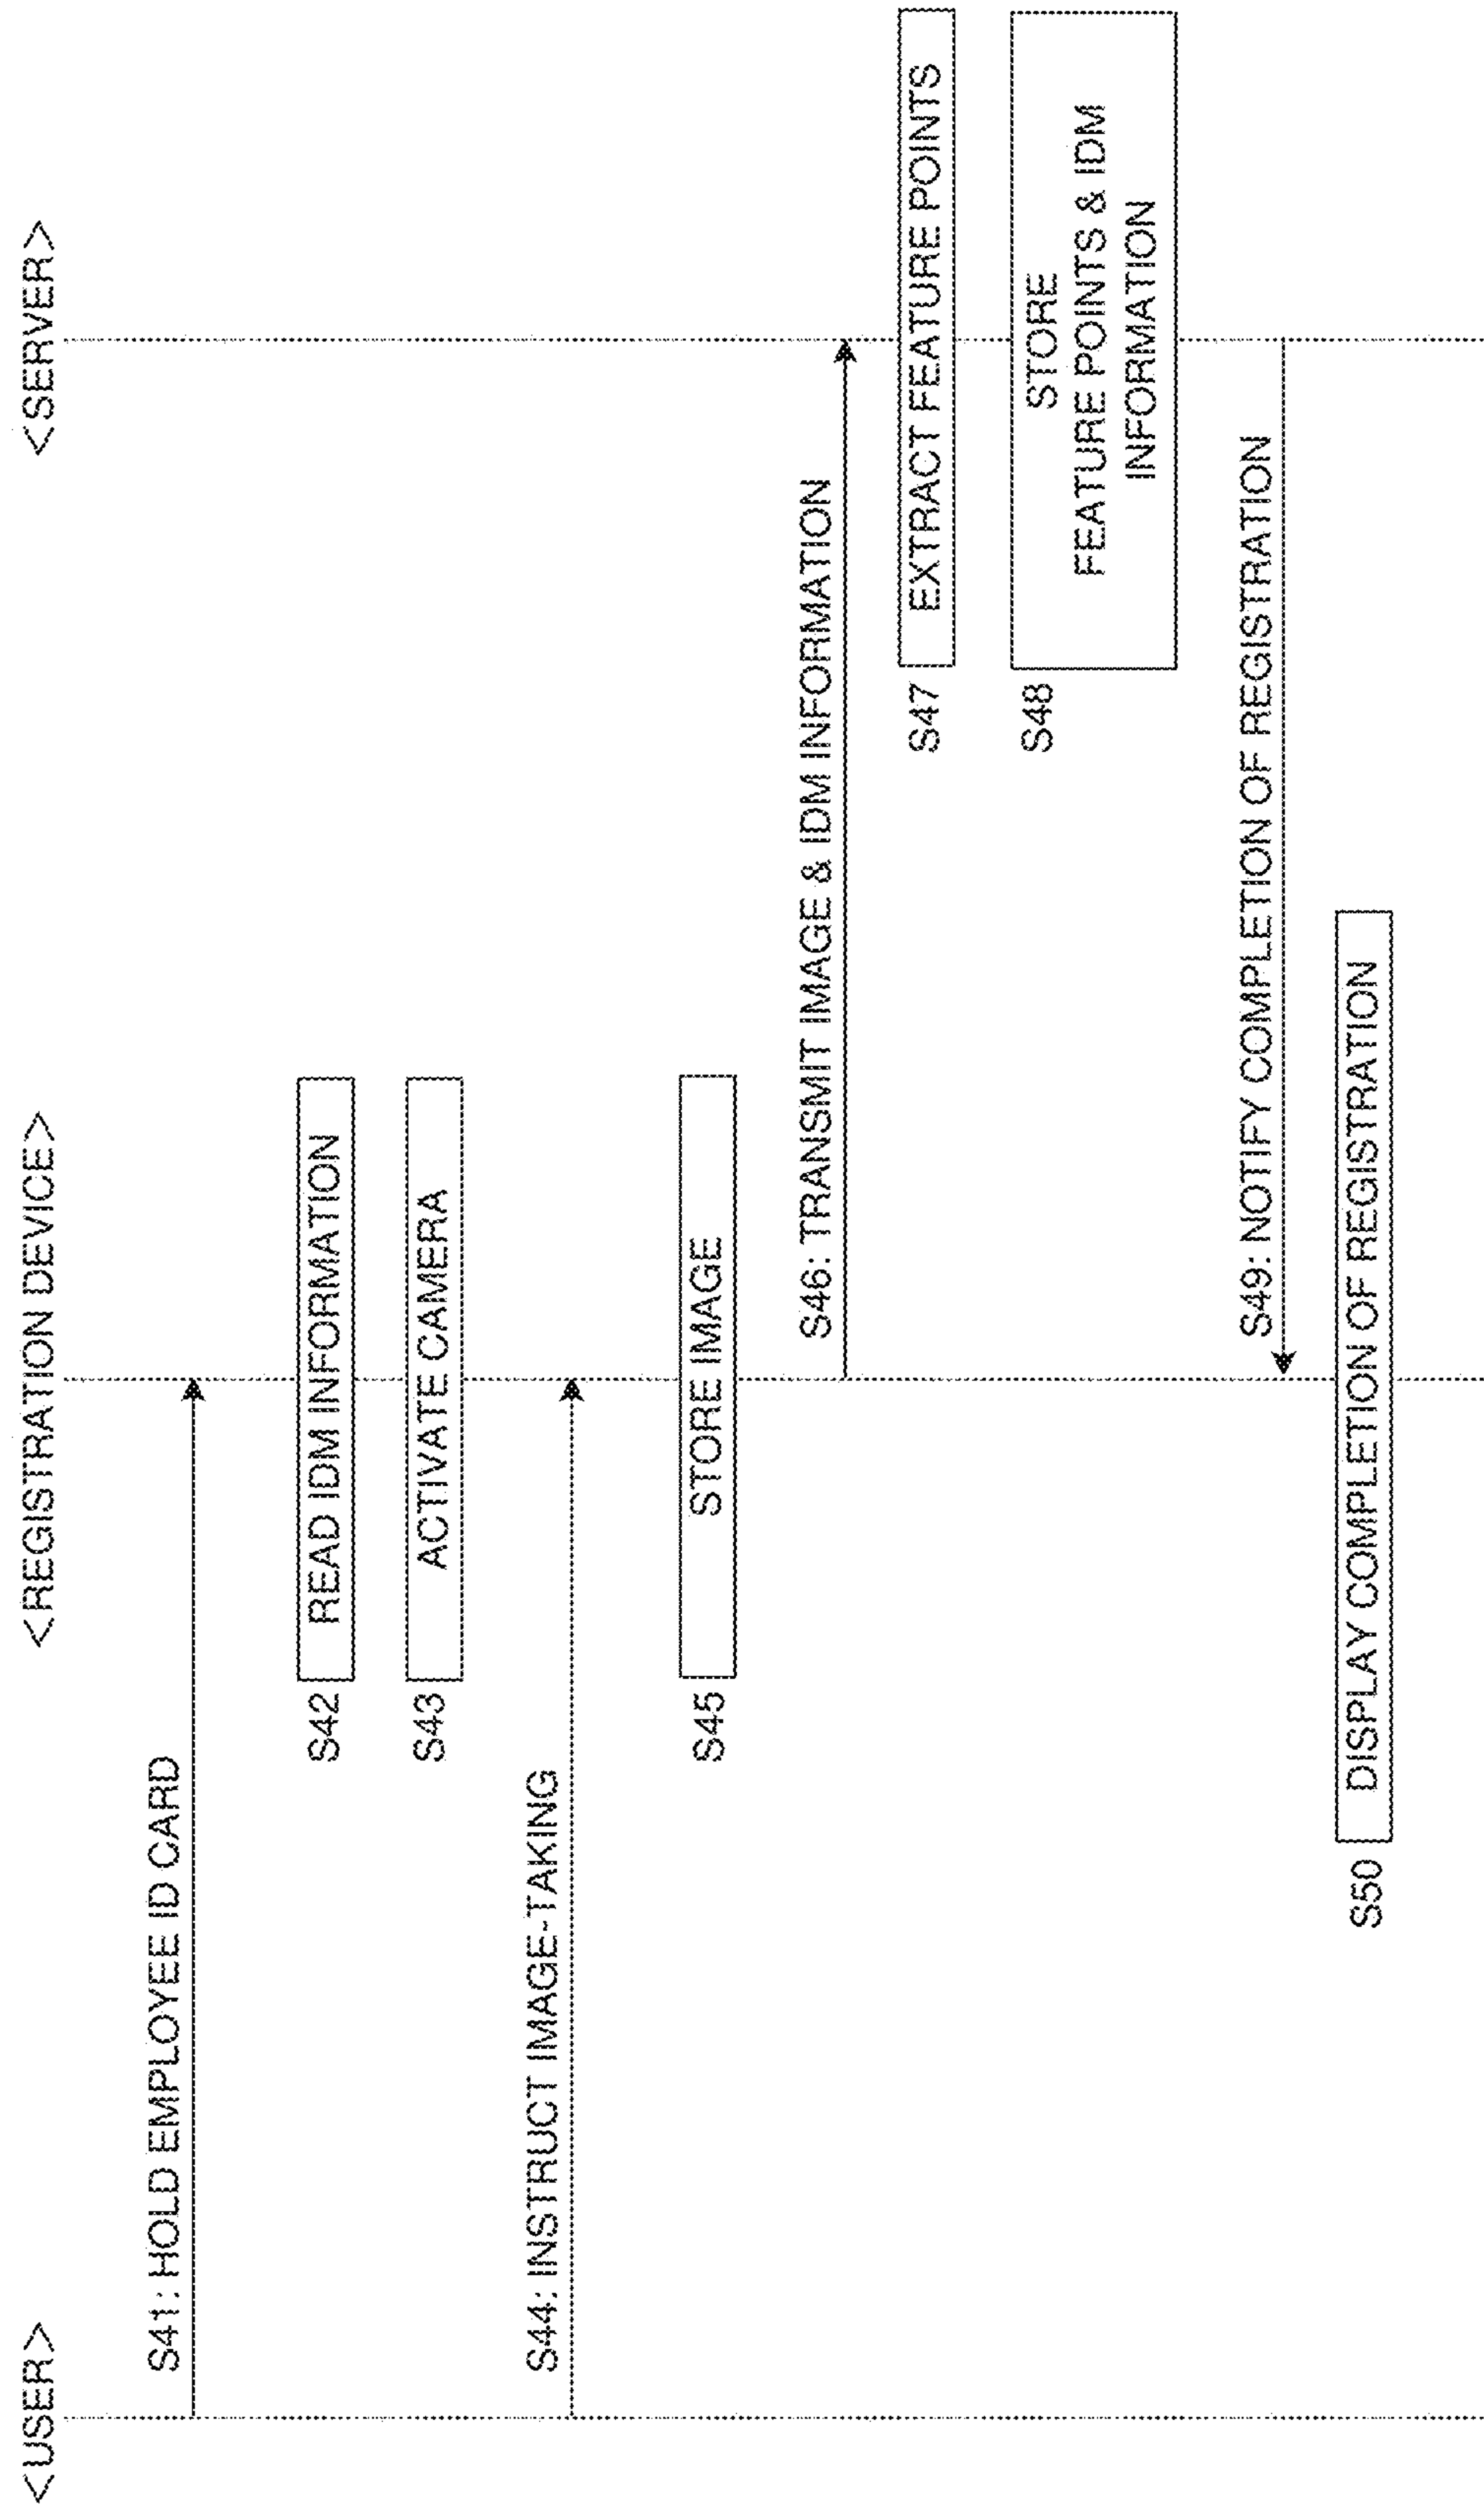 <USER>
<REGISTRATION DEVICE>
<SERVER>
S41: HOLD EMPLOYEE ID CARD
S42
READ IDM INFORMATION
S43
ACTIVATE CAMERA
S44: INSTRUCT IMAGE-TAKING
S45
STORE IMAGE
S46: TRANSMIT IMAGE & IDM INFORMATION
S47
EXTRACT FEATURE POINTS
S48
STORE
FEATURE POINTS & IDM
INFORMATION
S49: NOTIFY COMPLETION OF REGISTRATION
S50
DISPLAY COMPLETION OF REGISTRATION